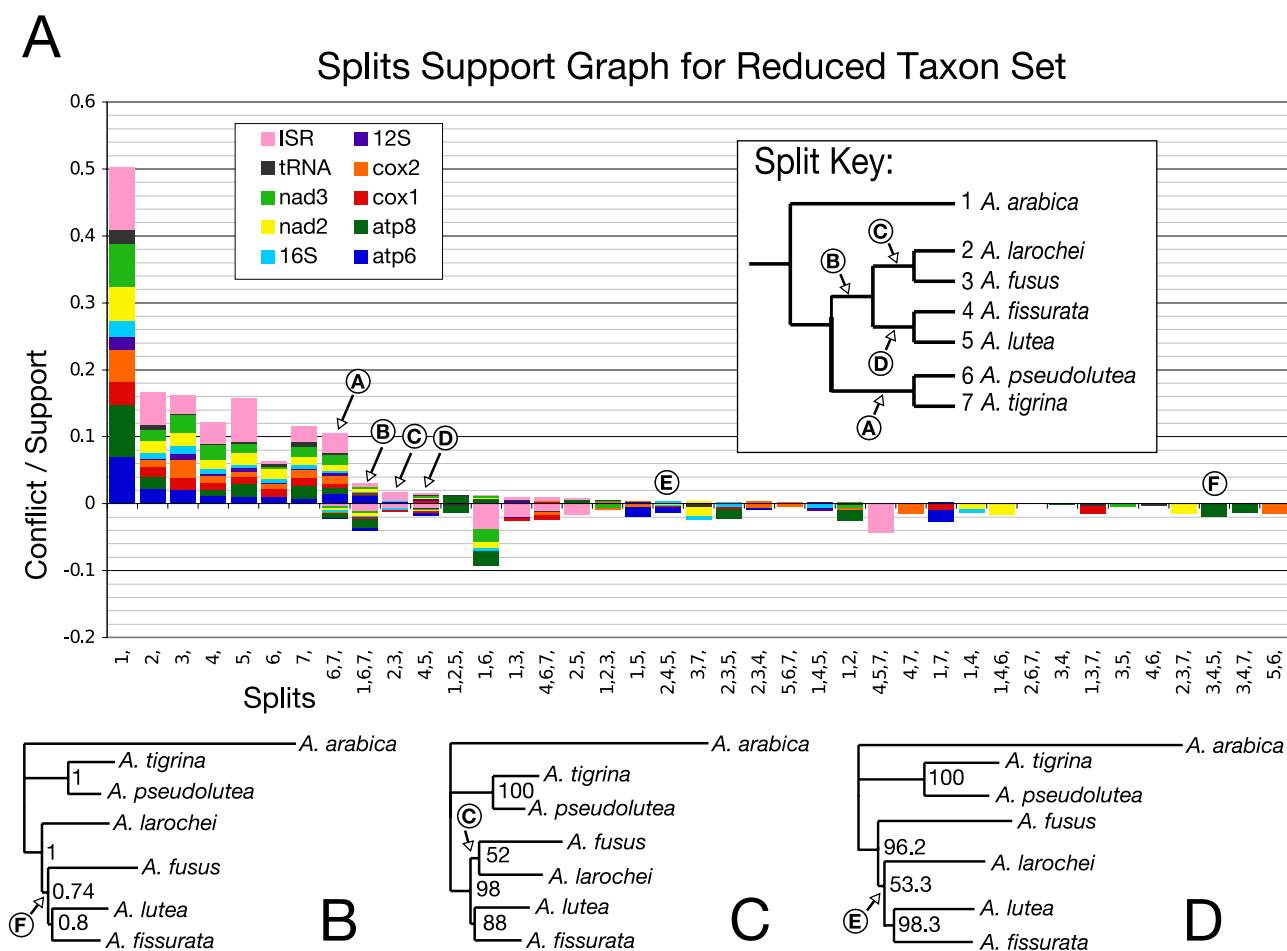 A
Splits Support Graph for Reduced Taxon Set
Conflict / Support
0.6
0.5
0.4
0.3
0.2
0.1
0
-0.1
-0.2
ISR
12S
tRNA
cox2
nad3
cox1
nad2
atp8
16S
atp6
A
B
C
D
E
F
Split Key:
1 A. arabica
C
2 A. larochei
B
3 A. fusus
4 A. fissurata
D
5 A. lutea
6 A. pseudolutea
A
7 A. tigrina
1,
2,
3,
4,
5,
6,
7,
6,7,
1,6,7,
2,3,
4,5,
1,2,5,
1,6,
1,3,
4,6,7,
2,5,
1,2,3,
1,5,
2,4,5,
3,7,
2,3,5,
2,3,4,
5,6,7,
1,4,5,
1,2,
4,5,7,
4,7,
1,7,
1,4,
1,4,6,
2,6,7,
3,4,
1,3,7,
3,5,
4,6,
2,3,7,
3,4,5,
3,4,7,
5,6,
Splits
A. arabica
A. tigrina
1
A. pseudolutea
A. larochei
1
A. fusus
0.74
A. lutea
F
0.8
A. fissurata
B
A. arabica
A. tigrina
100
A. pseudolutea
C
A. fusus
52
A. larochei
98
A. lutea
88
A. fissurata
C
A. arabica
A. tigrina
100
A. pseudolutea
A. fusus
96.2
A. larochei
53.3
E
A. lutea
98.3
A. fissurata
D